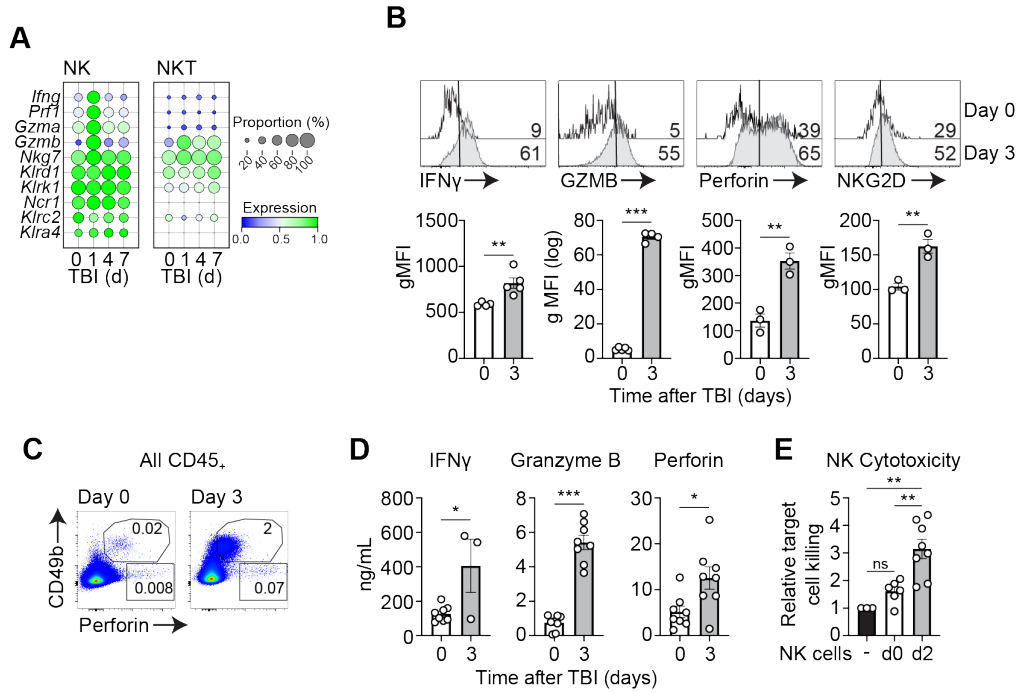 A
NK
NKT
Ifng
Prf1
Gzma
Gzmb
Nkg7
Klrd1
Klrk1
Ncr1
Klrc2
Klra4
0 1 4 7
0 1 4 7
TBI (d)
TBI (d)
Proportion (%)
20 40 60 80 100
Expression
0.0 0.5 1.0
B
9
61
5
55
39
65
29
52
Day 0
Day 3
IFNγ
GZMB
Perforin
NKG2D
gMFI
1500
1000
500
0
**
0 3
g MFI (log)
80
60
40
20
0
***
0 3
gMFI
500
400
300
200
100
0
**
0 3
gMFI
200
150
100
50
0
**
0 3
Time after TBI (days)
C
All CD45+
Day 0
Day 3
0.02
0.008
2
0.07
CD49b
Perforin
D
IFNγ
Granzyme B
Perforin
ng/mL
800
600
400
200
0
*
0 3
8
6
4
2
0
***
0 3
30
20
10
0
*
0 3
Time after TBI (days)
E
NK Cytotoxicity
Relative target
cell killing
5
4
3
2
1
0
**
**
ns
NK cells - d0 d2